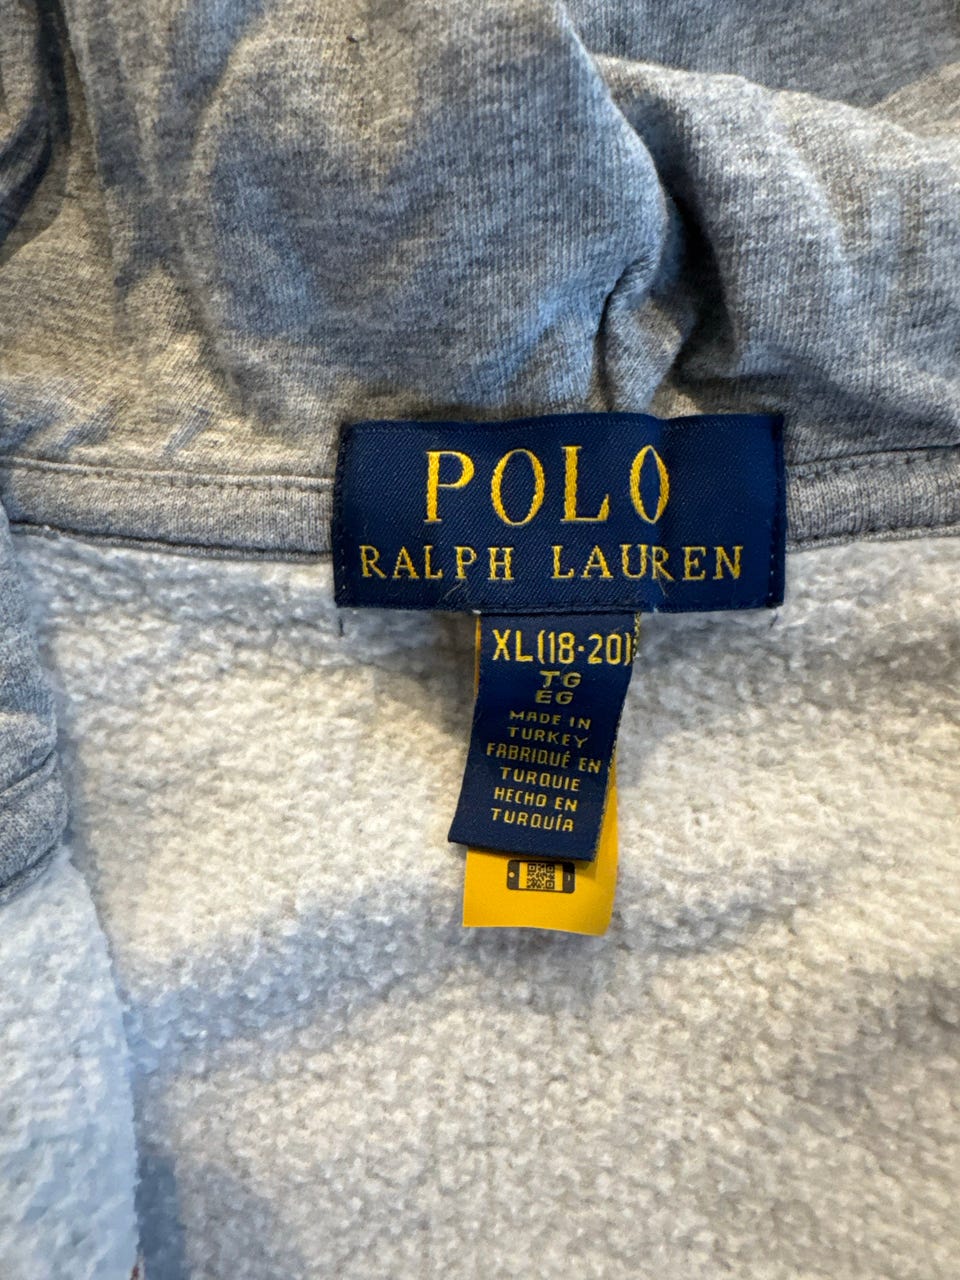 POLO
RALPH LAUREN
XL(18-20)
TG
EG
MADE IN
TURKEY
FABRIQUÉ EN
TURQUIE
HECHO EN
TURQUÍA